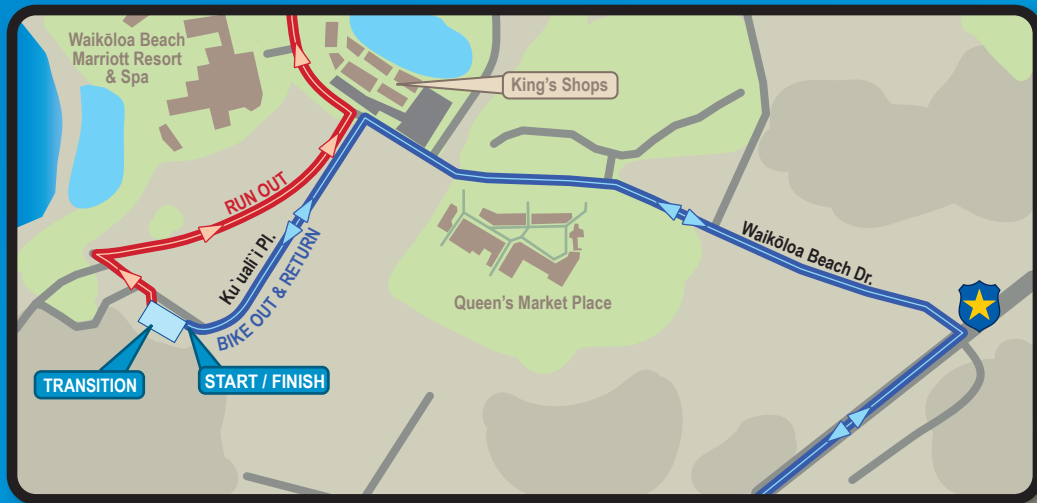 Waikōloa Beach
Marriott Resort
& Spa
King's Shops
RUN OUT
Ku`uali`i Pl.
BIKE OUT & RETURN
Waikōloa Beach Dr.
Queen's Market Place
TRANSITION
START / FINISH